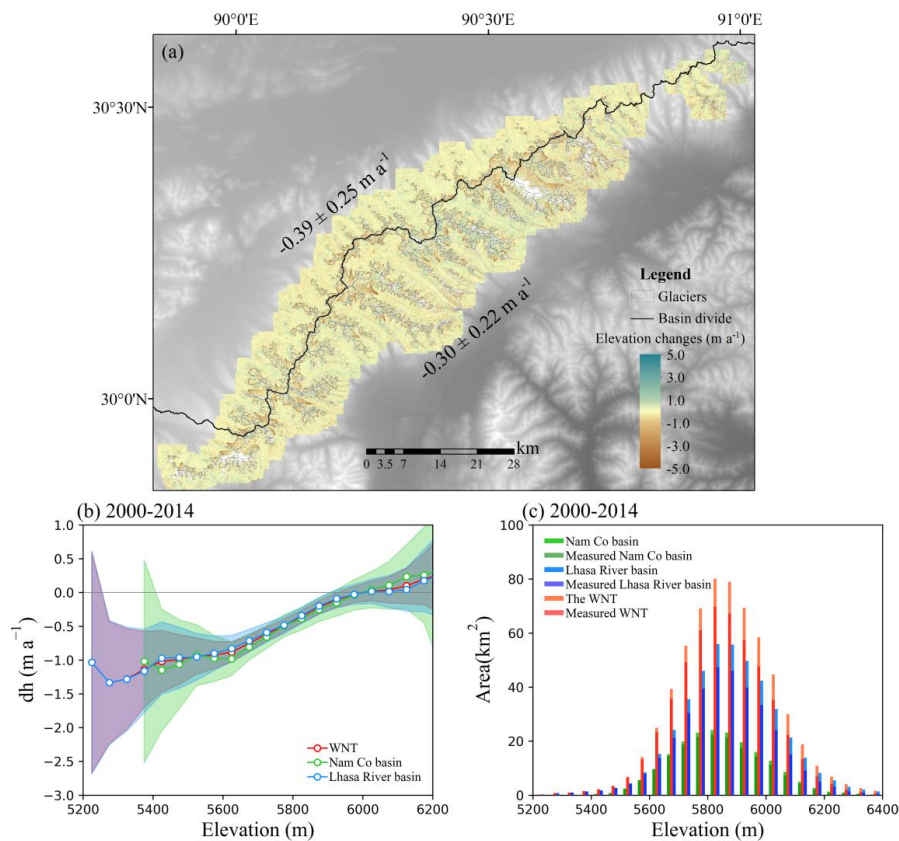 90°0'E 90°30'E 91°0'E
(a)
30°30'N
30°0'N
-0.39 ± 0.25 m a⁻¹
-0.30 ± 0.22 m a⁻¹
Legend
Glaciers
Basin divide
Elevation changes (m a⁻¹)
5.0
3.0
1.0
-1.0
-3.0
-5.0
km
0 3.5 7 14 21 28
(b) 2000-2014
1.0
0.5
0.0
−0.5
−1.0
−1.5
−2.0
−2.5
−3.0
dh (m a⁻¹)
WNT
Nam Co basin
Lhasa River basin
5200 5400 5600 5800 6000 6200
Elevation (m)
(c) 2000-2014
100
80
60
40
20
0
Area(km²)
Nam Co basin
Measured Nam Co basin
Lhasa River basin
Measured Lhasa River basin
The WNT
Measured WNT
5200 5400 5600 5800 6000 6200 6400
Elevation (m)